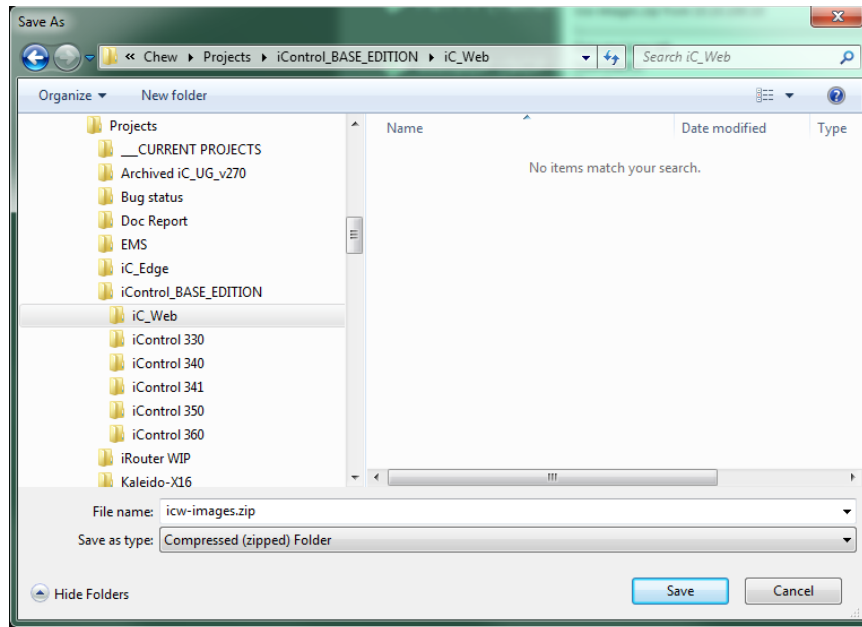 Save As
« Chew ▸ Projects ▸ iControl_BASE_EDITION ▸ iC_Web
Search iC_Web
Organize New folder
Projects
__CURRENT PROJECTS
Archived iC_UG_v270
Bug status
Doc Report
EMS
iC_Edge
iControl_BASE_EDITION
iC_Web
iControl 330
iControl 340
iControl 341
iControl 350
iControl 360
iRouter WIP
Kaleido-X16
Name Date modified Type
No items match your search.
File name: icw-images.zip
Save as type: Compressed (zipped) Folder
Hide Folders Save Cancel